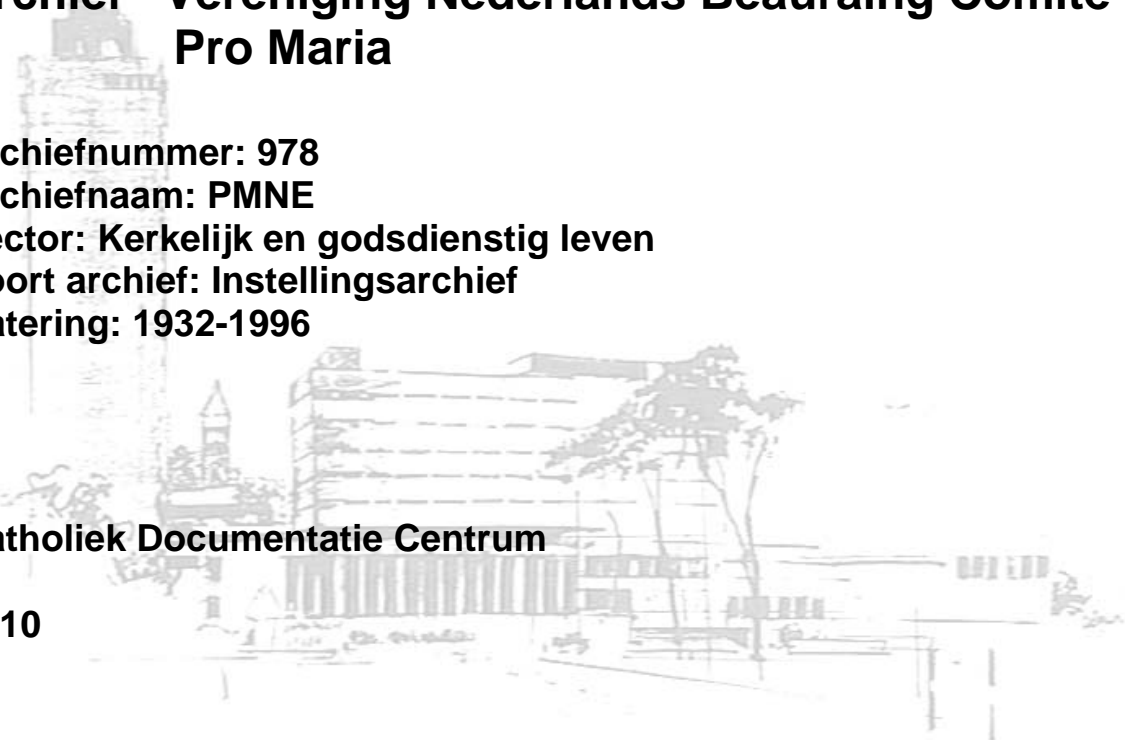 rchief Vereniging Nederlands Beauraing Comité
Pro Maria
chiefnummer: 978
chiefnaam: PMNE
ector: Kerkelijk en godsdienstig leven
oort archief: Instellingsarchief
atering: 1932-1996
atholiek Documentatie Centrum
10